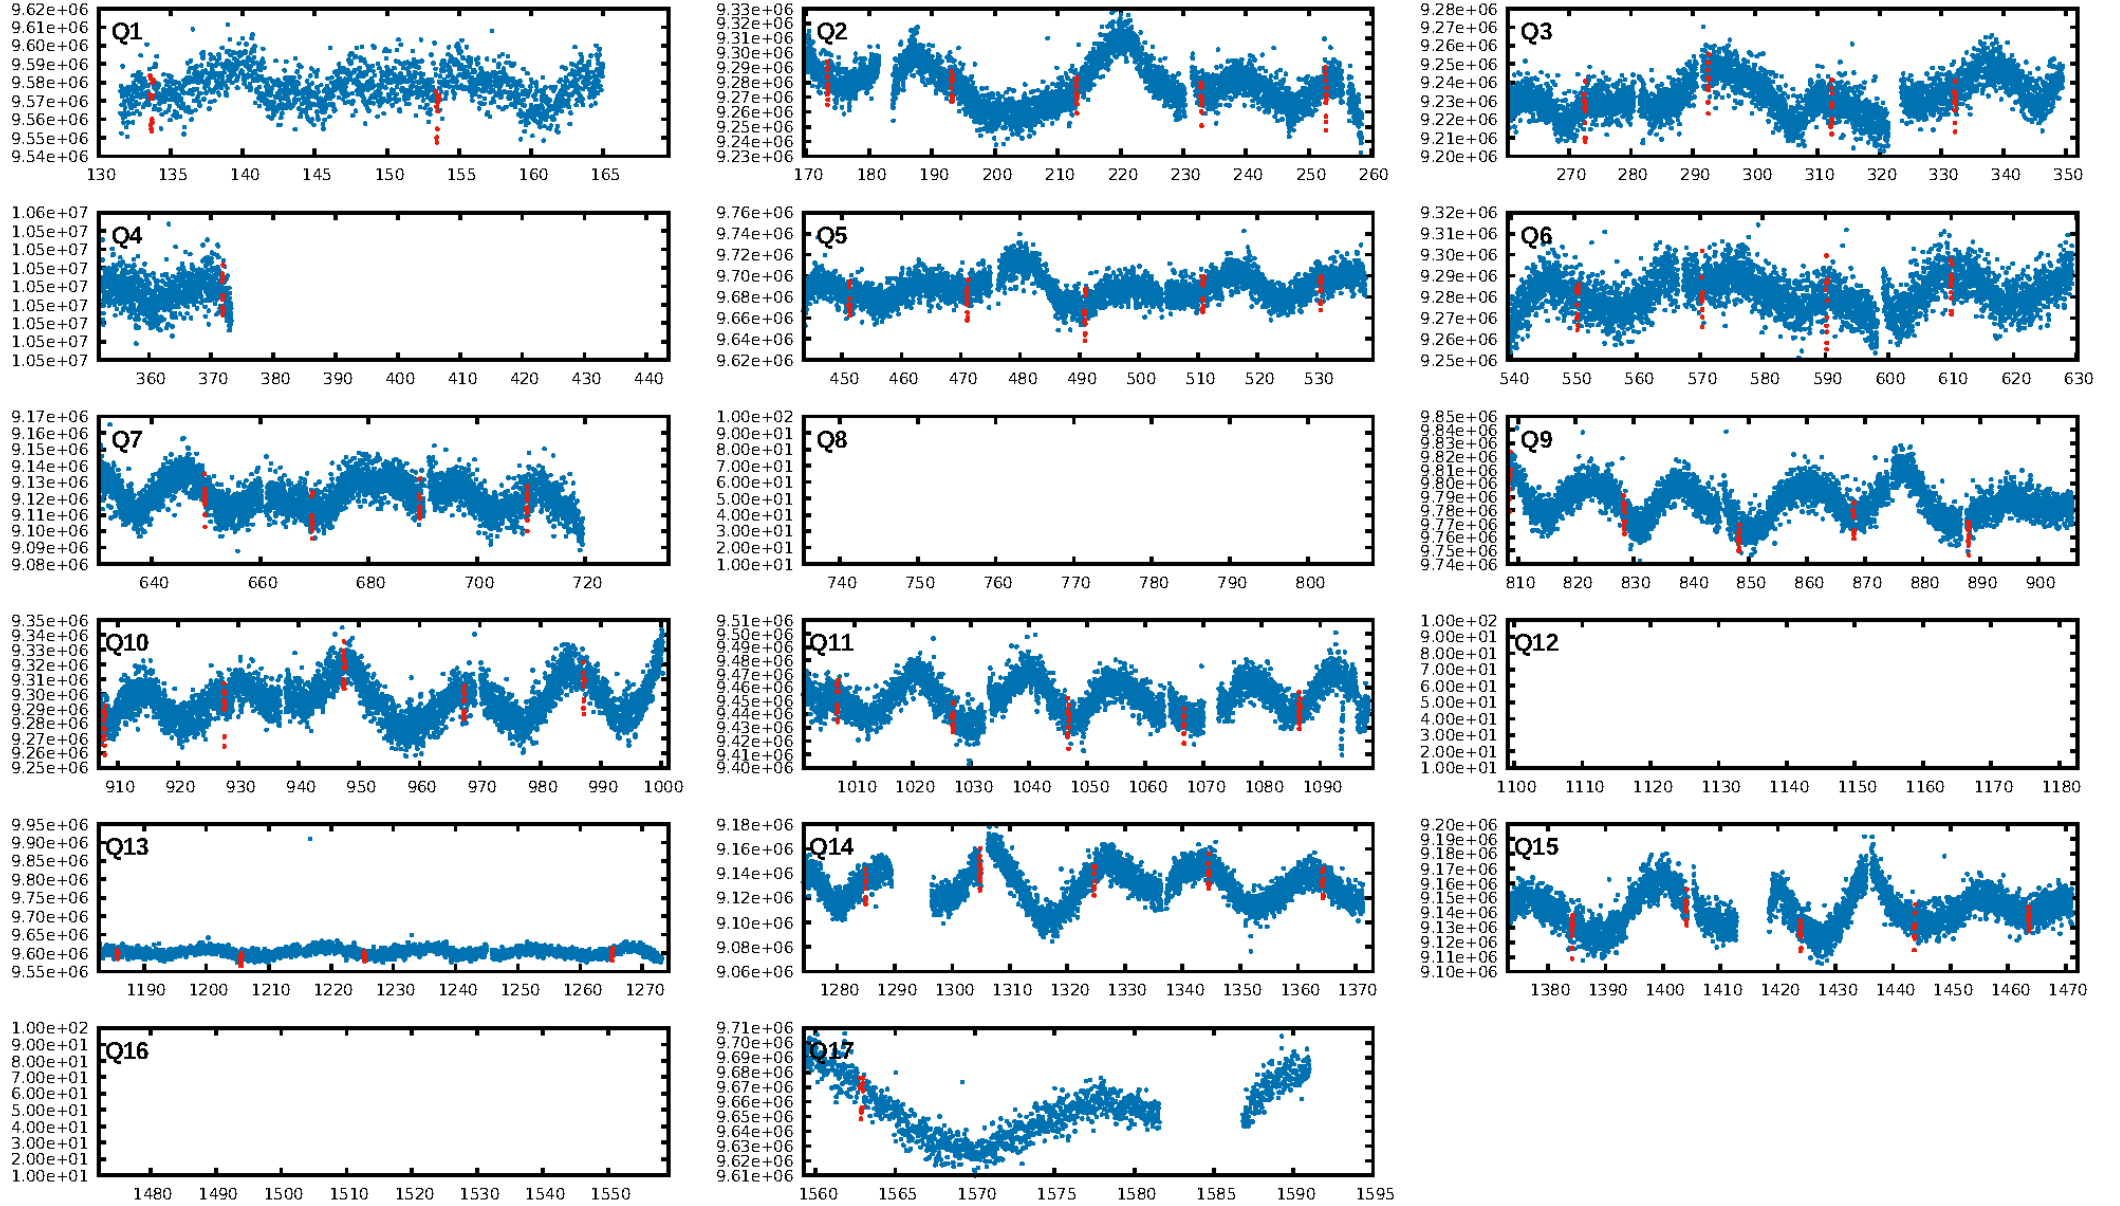 9.62e+06
9.61e+06
9.60e+06
9.58e+06
9.58e+06
9.57e+06
9.56e+06
9.55e+06
9.54e+06
Q1
130 135 140 145 150 155 160 165
9.33e+06
9.32e+06
9.31e+06
9.30e+06
9.29e+06
9.28e+06
9.27e+06
9.26e+06
9.25e+06
9.24e+06
9.23e+06
Q2
170 180 190 200 210 220 230 240 250 260
9.28e+06
9.26e+06
9.26e+06
9.25e+06
9.24e+06
9.23e+06
9.22e+06
9.21e+06
9.20e+06
Q3
270 280 290 300 310 320 330 340 350
1.06e+07
1.05e+07
1.05e+07
1.05e+07
1.05e+07
1.05e+07
1.05e+07
1.05e+07
1.05e+07
Q4
360 370 380 390 400 410 420 430 440
9.76e+06
9.74e+06
9.72e+06
9.70e+06
9.68e+06
9.66e+06
9.64e+06
9.62e+06
Q5
450 460 470 480 490 500 510 520 530
9.32e+06
9.31e+06
9.30e+06
9.29e+06
9.28e+06
9.27e+06
9.26e+06
9.25e+06
Q6
540 550 560 570 580 590 600 610 620 630
9.17e+06
9.16e+06
9.15e+06
9.14e+06
9.13e+06
9.12e+06
9.11e+06
9.10e+06
9.09e+06
9.08e+06
Q7
640 660 680 700 720
1.00e+02
9.00e+01
8.00e+01
7.00e+01
6.00e+01
5.00e+01
4.00e+01
3.00e+01
2.00e+01
1.00e+01
Q8
740 750 760 770 780 790 800
9.85e+06
9.84e+06
9.83e+06
9.82e+06
9.81e+06
9.80e+06
9.79e+06
9.77e+06
9.77e+06
9.76e+06
9.75e+06
9.74e+06
Q9
810 820 830 840 850 860 870 880 890 900
9.35e+06
9.34e+06
9.33e+06
9.32e+06
9.31e+06
9.30e+06
9.29e+06
9.28e+06
9.27e+06
9.26e+06
9.25e+06
Q10
910 920 930 940 950 960 970 980 990 1000
9.51e+06
9.50e+06
9.49e+06
9.48e+06
9.47e+06
9.46e+06
9.45e+06
9.44e+06
9.43e+06
9.42e+06
9.41e+06
9.40e+06
Q11
1010 1020 1030 1040 1050 1060 1070 1080 1090
1.00e+02
9.00e+01
8.00e+01
7.00e+01
6.00e+01
5.00e+01
4.00e+01
3.00e+01
2.00e+01
1.00e+01
Q12
1100 1110 1120 1130 1140 1150 1160 1170 1180
9.95e+06
9.90e+06
9.85e+06
9.80e+06
9.75e+06
9.70e+06
9.65e+06
9.60e+06
9.55e+06
Q13
1190 1200 1210 1220 1230 1240 1250 1260 1270
9.18e+06
9.16e+06
9.14e+06
9.12e+06
9.10e+06
9.08e+06
9.06e+06
Q14
1280 1290 1300 1310 1320 1330 1340 1350 1360 1370
9.20e+06
9.19e+06
9.18e+06
9.17e+06
9.16e+06
9.15e+06
9.14e+06
9.13e+06
9.12e+06
9.11e+06
9.10e+06
Q15
1380 1390 1400 1410 1420 1430 1440 1450 1460 1470
1.00e+02
9.00e+01
8.00e+01
7.00e+01
6.00e+01
5.00e+01
4.00e+01
3.00e+01
2.00e+01
1.00e+01
Q16
1480 1490 1500 1510 1520 1530 1540 1550
9.71e+06
9.70e+06
9.69e+06
9.68e+06
9.67e+06
9.66e+06
9.65e+06
9.64e+06
9.63e+06
9.62e+06
9.61e+06
Q17
1560 1565 1570 1575 1580 1585 1590 1595